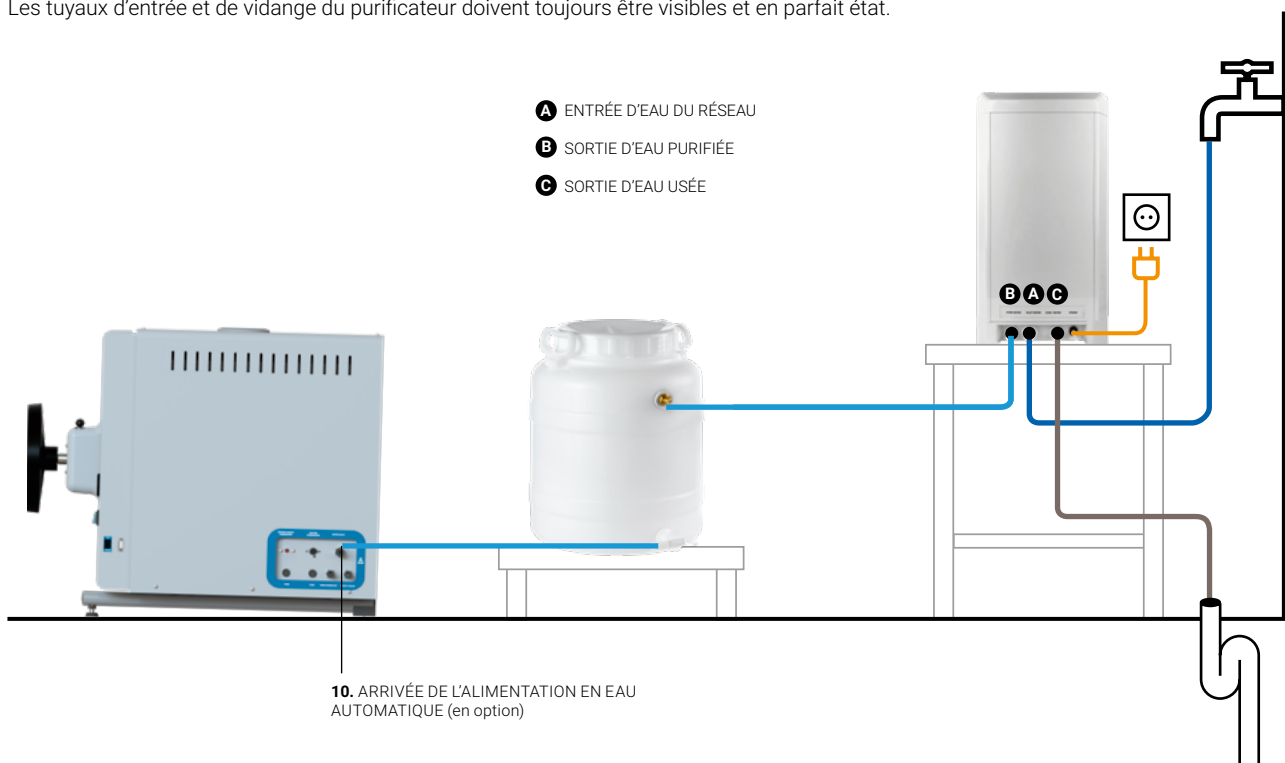 Les tuyaux d'entrée et de vidange du purificateur doivent toujours être visibles et en parfait état.
A ENTRÉE D'EAU DU RÉSEAU
B SORTIE D'EAU PURIFIÉE
C SORTIE D'EAU USÉE
B A C
10. ARRIVÉE DE L'ALIMENTATION EN EAU
AUTOMATIQUE (en option)